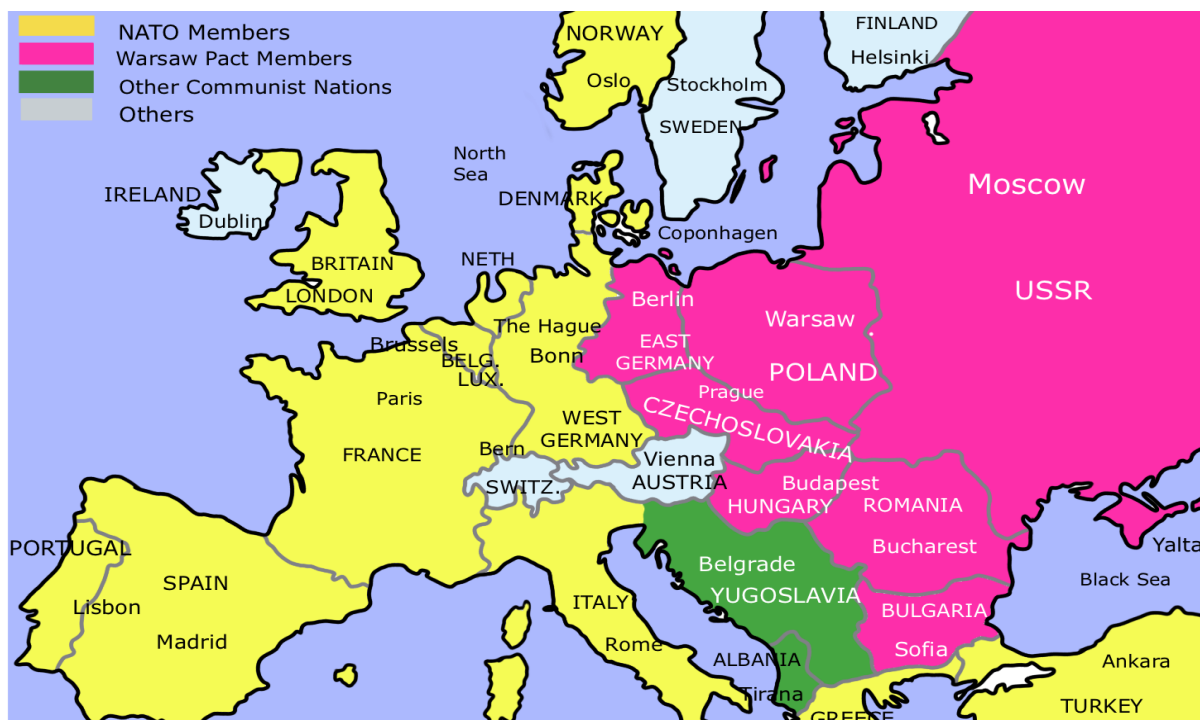 NATO Members
Warsaw Pact Members
Other Communist Nations
Others
NORWAY
Oslo
FINLAND
Helsinki
Stockholm
SWEDEN
North
Sea
Moscow
IRELAND
Dublin
DENMARK
Coponhagen
BRITAIN
LONDON
NETH
USSR
Berlin
Warsaw
The Hague
Brussels
BELG.
LUX.
Bonn
EAST
GERMANY
POLAND
Paris
Prague
CZECHOSLOVAKIA
WEST
GERMANY
FRANCE
Bern
SWITZ.
Vienna
AUSTRIA
Budapest
HUNGARY
ROMANIA
Bucharest
Yalta
PORTUGAL
SPAIN
Lisbon
Madrid
Belgrade
YUGOSLAVIA
Black Sea
ITALY
Rome
BULGARIA
Sofia
ALBANIA
Tirana
Ankara
TURKEY
GREECE